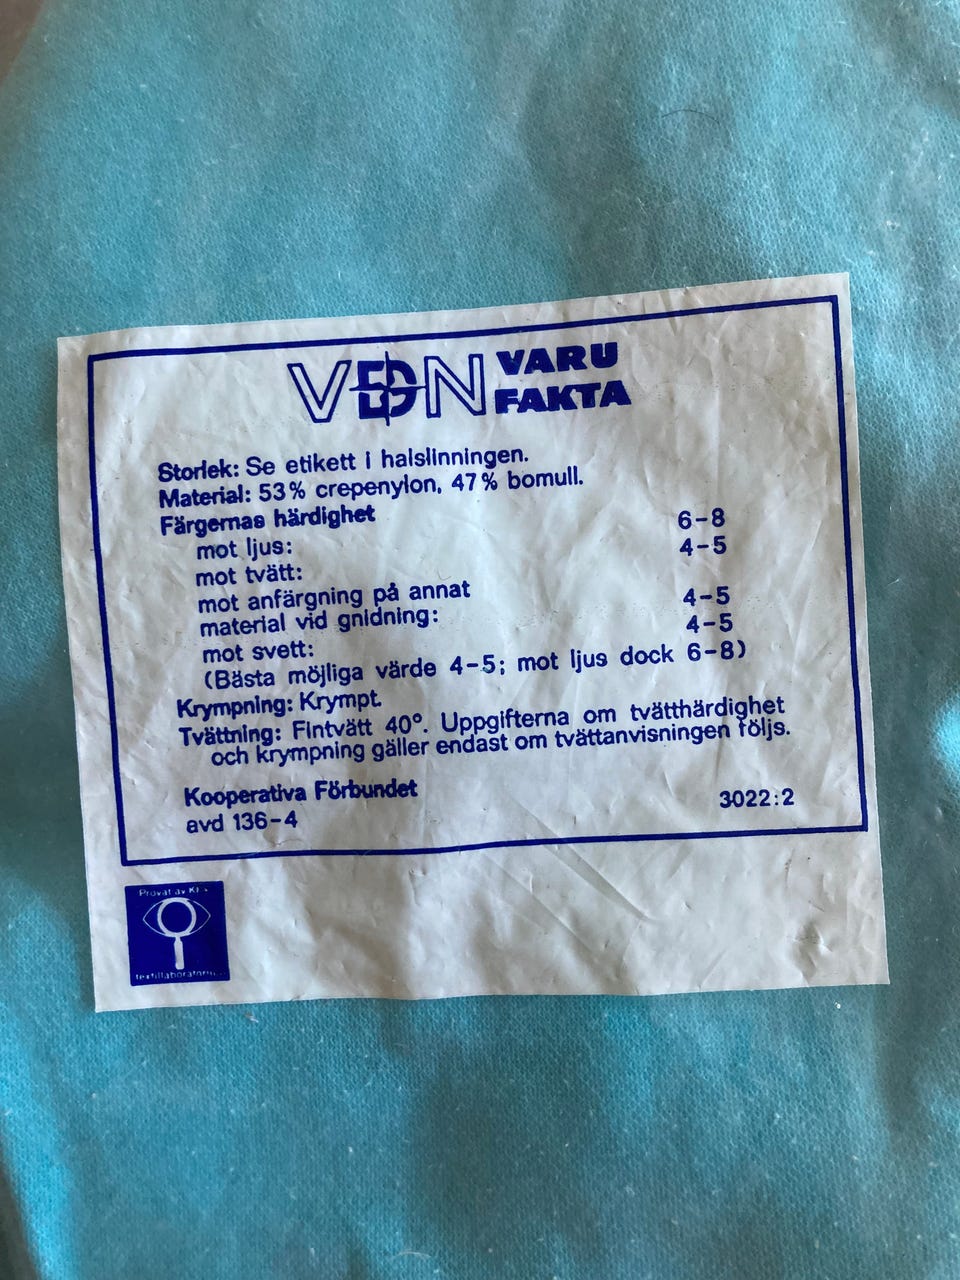 VDN VARU
FAKTA
Storlek: Se etikett i halslinningen.
Material: 53% crepenylon, 47% bomull.
Färgernas härdighet
mot ljus: 6-8
mot tvätt: 4-5
mot anfärgning på annat
material vid gnidning: 4-5
mot svett: 4-5
(Bästa möjliga värde 4-5; mot ljus dock 6-8)
Krympning: Krympt.
Tvättning: Fintvätt 40°. Uppgifterna om tvätthärdighet
och krympning gäller endast om tvättanvisningen följs.
Kooperativa Förbundet
avd 136-4 3022:2
Provat av